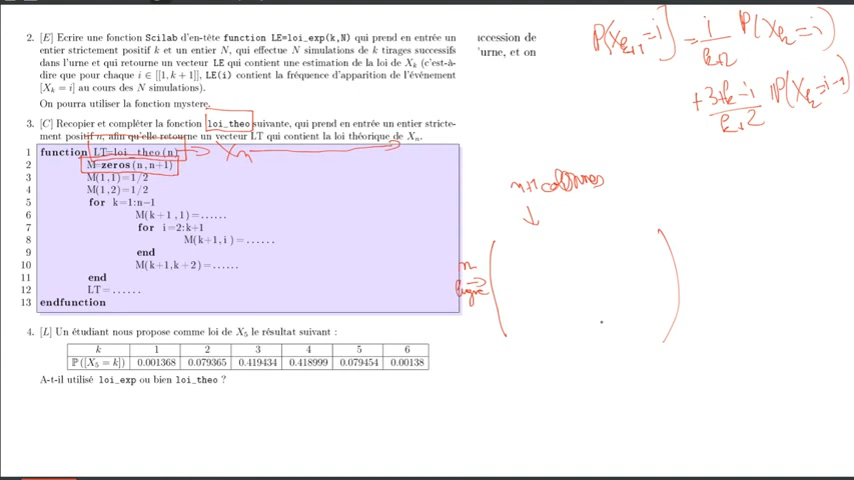 2. [E] Ecrire une fonction Scilab d'en-tête function LE=loi_exp(k,N) qui prend en entrée un
entier strictement positif k et un entier N, qui effectue N simulations de k tirages successifs
dans l'urne et qui retourne un vecteur LE qui contient une estimation de la loi de X_k (c'est-à-
dire que pour chaque i ∈ [[1, k + 1]], LE(i) contient la fréquence d'apparition de l'événement
[X_k = i] au cours des N simulations).
On pourra utiliser la fonction mystere.
uccession de
'urne, et on
P(X_{k+1}=i] = i/(k+2) P(X_k=i)
+ (3+k-i)/(k+2) P(X_k=i-1)
3. [C] Recopier et compléter la fonction loi_theo suivante, qui prend en entrée un entier stricte-
ment positif n, afin qu'elle retourne un vecteur LT qui contient la loi théorique de X_n.
1 function LT=loi_theo(n)
X_n
2 M=zeros(n,n+1)
3 M(1,1)=1/2
4 M(1,2)=1/2
5 for k=1:n-1
6 M(k+1,1)=......
7 for i=2:k+1
8 M(k+1,i)=......
9 end
10 M(k+1,k+2)=......
11 end
12 LT=......
13 endfunction
n+1 colonnes
n
ligne
4. [L] Un étudiant nous propose comme loi de X_5 le résultat suivant :
k 1 2 3 4 5 6
P([X_5 = k]) 0.001368 0.079365 0.419434 0.418999 0.079454 0.00138
A-t-il utilisé loi_exp ou bien loi_theo ?